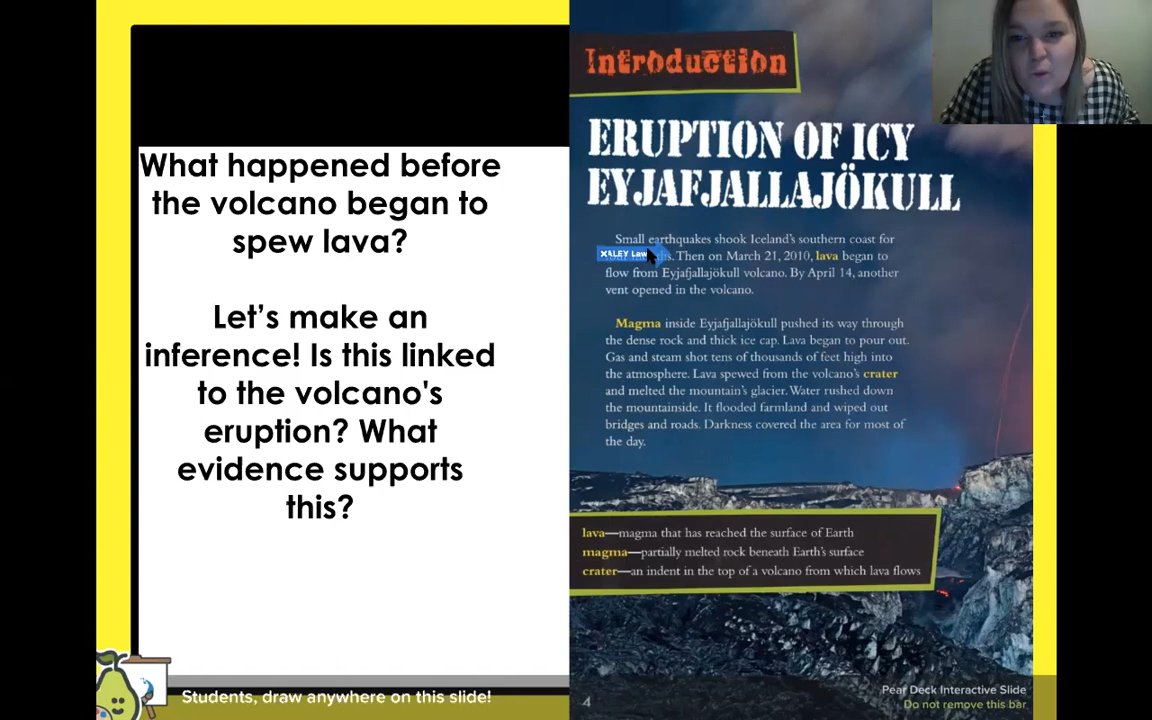 What happened before
the volcano began to
spew lava?
Let's make an
inference! Is this linked
to the volcano's
eruption? What
evidence supports
this?
Students, draw anywhere on this slide!
Introduction
ERUPTION OF ICY
EYJAFJALLAJÖKULL
Small earthquakes shook Iceland's southern coast for
Then on March 21, 2010, lava began to
flow from Eyjafjallajökull volcano. By April 14, another
vent opened in the volcano.
Magma inside Eyjafjallajökull pushed its way through
the dense rock and thick ice cap. Lava began to pour out.
Gas and steam shot tens of thousands of feet high into
the atmosphere. Lava spewed from the volcano's crater
and melted the mountain's glacier. Water rushed down
the mountainside. It flooded farmland and wiped out
bridges and roads. Darkness covered the area for most of
the day.
lava—magma that has reached the surface of Earth
magma—partially melted rock beneath Earth's surface
crater—an indent in the top of a volcano from which lava flows
4
Pear Deck Interactive Slide
Do not remove this bar